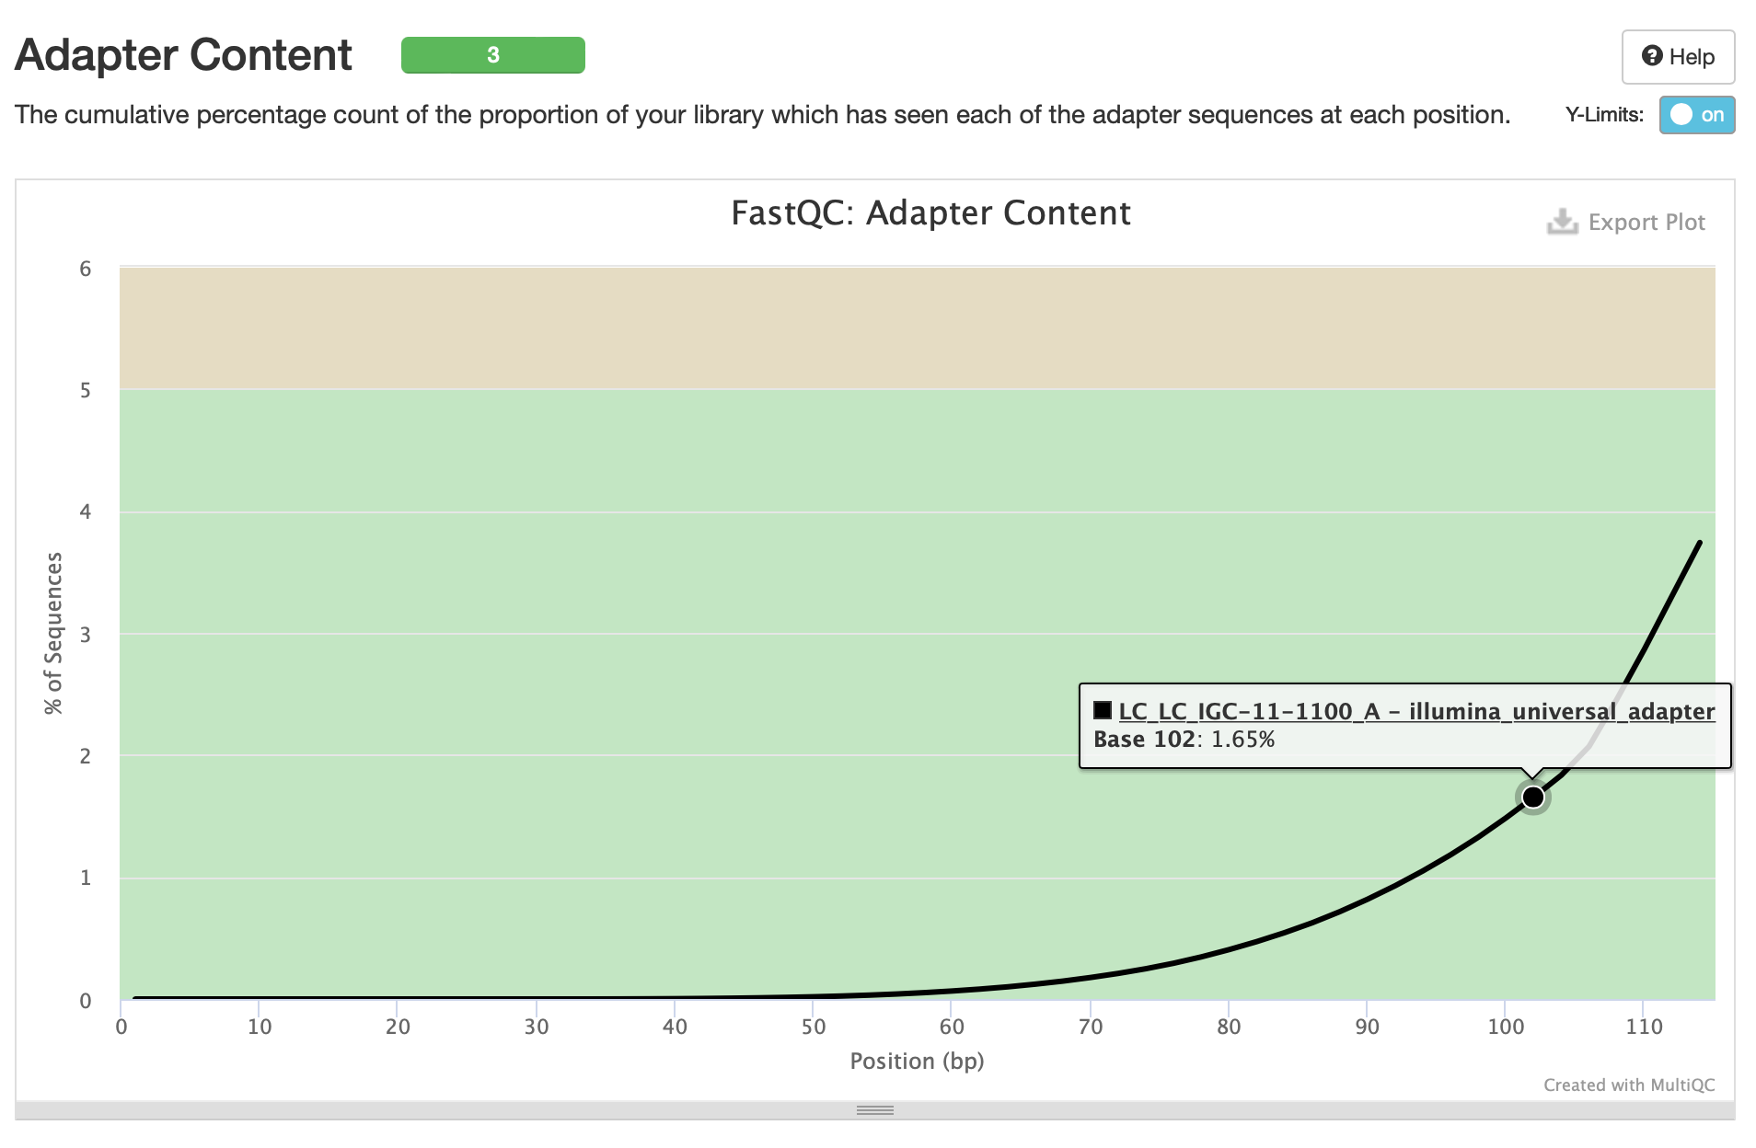 Adapter Content
3
Help
The cumulative percentage count of the proportion of your library which has seen each of the adapter sequences at each position.
Y-Limits: on
FastQC: Adapter Content
Export Plot
6
5
4
3
2
1
0
% of Sequences
LC_LC_IGC-11-1100_A - illumina_universal_adapter
Base 102: 1.65%
0 10 20 30 40 50 60 70 80 90 100 110
Position (bp)
Created with MultiQC